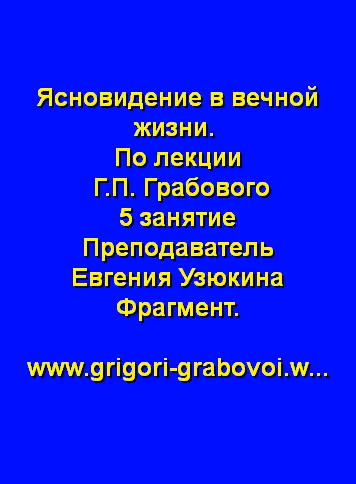 Ясновидение в вечной
жизни.
По лекции
Г.П. Грабового
5 занятие
Преподаватель
Евгения Узюкина
Фрагмент.
www.grigori-grabovoi.w...